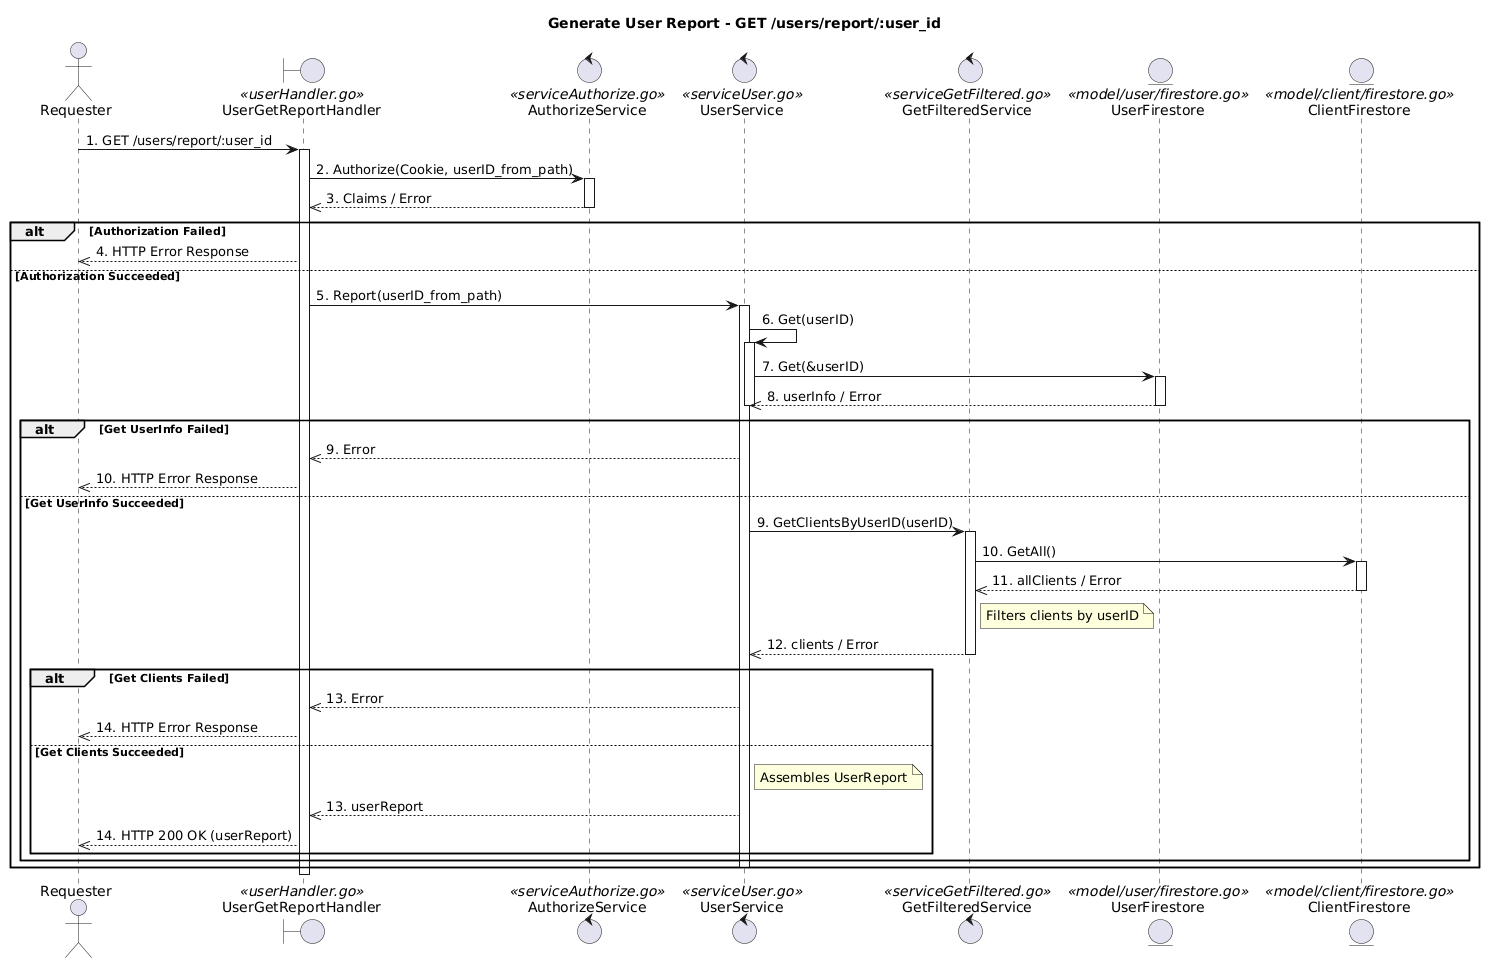 Generate User Report - GET /users/report/:user_id
Requester
«userHandler.go»
UserGetReportHandler
«serviceAuthorize.go»
AuthorizeService
«serviceUser.go»
UserService
«serviceGetFiltered.go»
GetFilteredService
«model/user/firestore.go»
UserFirestore
«model/client/firestore.go»
ClientFirestore
1. GET /users/report/:user_id
2. Authorize(Cookie, userID_from_path)
3. Claims / Error
alt [Authorization Failed]
4. HTTP Error Response
[Authorization Succeeded]
5. Report(userID_from_path)
6. Get(userID)
7. Get(&userID)
8. userInfo / Error
alt [Get UserInfo Failed]
9. Error
10. HTTP Error Response
[Get UserInfo Succeeded]
9. GetClientsByUserID(userID)
10. GetAll()
11. allClients / Error
Filters clients by userID
12. clients / Error
alt [Get Clients Failed]
13. Error
14. HTTP Error Response
[Get Clients Succeeded]
Assembles UserReport
13. userReport
14. HTTP 200 OK (userReport)
Requester
«userHandler.go»
UserGetReportHandler
«serviceAuthorize.go»
AuthorizeService
«serviceUser.go»
UserService
«serviceGetFiltered.go»
GetFilteredService
«model/user/firestore.go»
UserFirestore
«model/client/firestore.go»
ClientFirestore